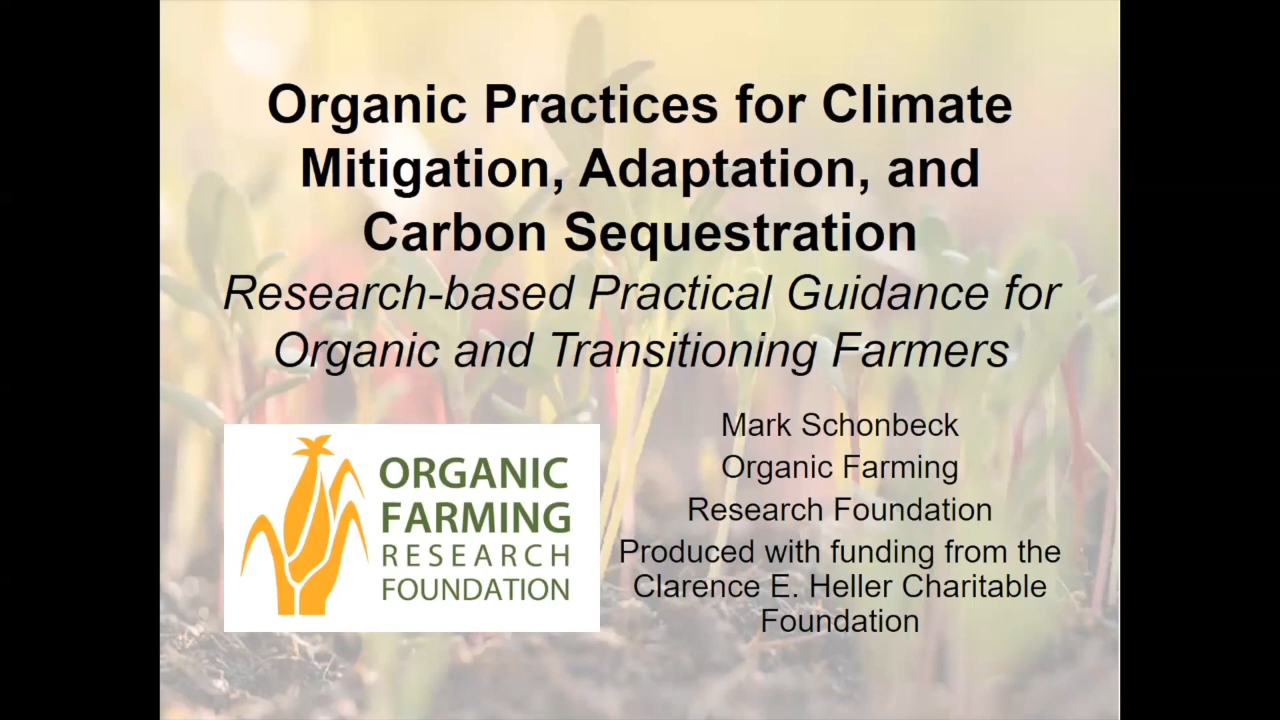 Organic Practices for Climate
Mitigation, Adaptation, and
Carbon Sequestration
Research-based Practical Guidance for
Organic and Transitioning Farmers
ORGANIC
FARMING
RESEARCH
FOUNDATION
Mark Schonbeck
Organic Farming
Research Foundation
Produced with funding from the
Clarence E. Heller Charitable
Foundation